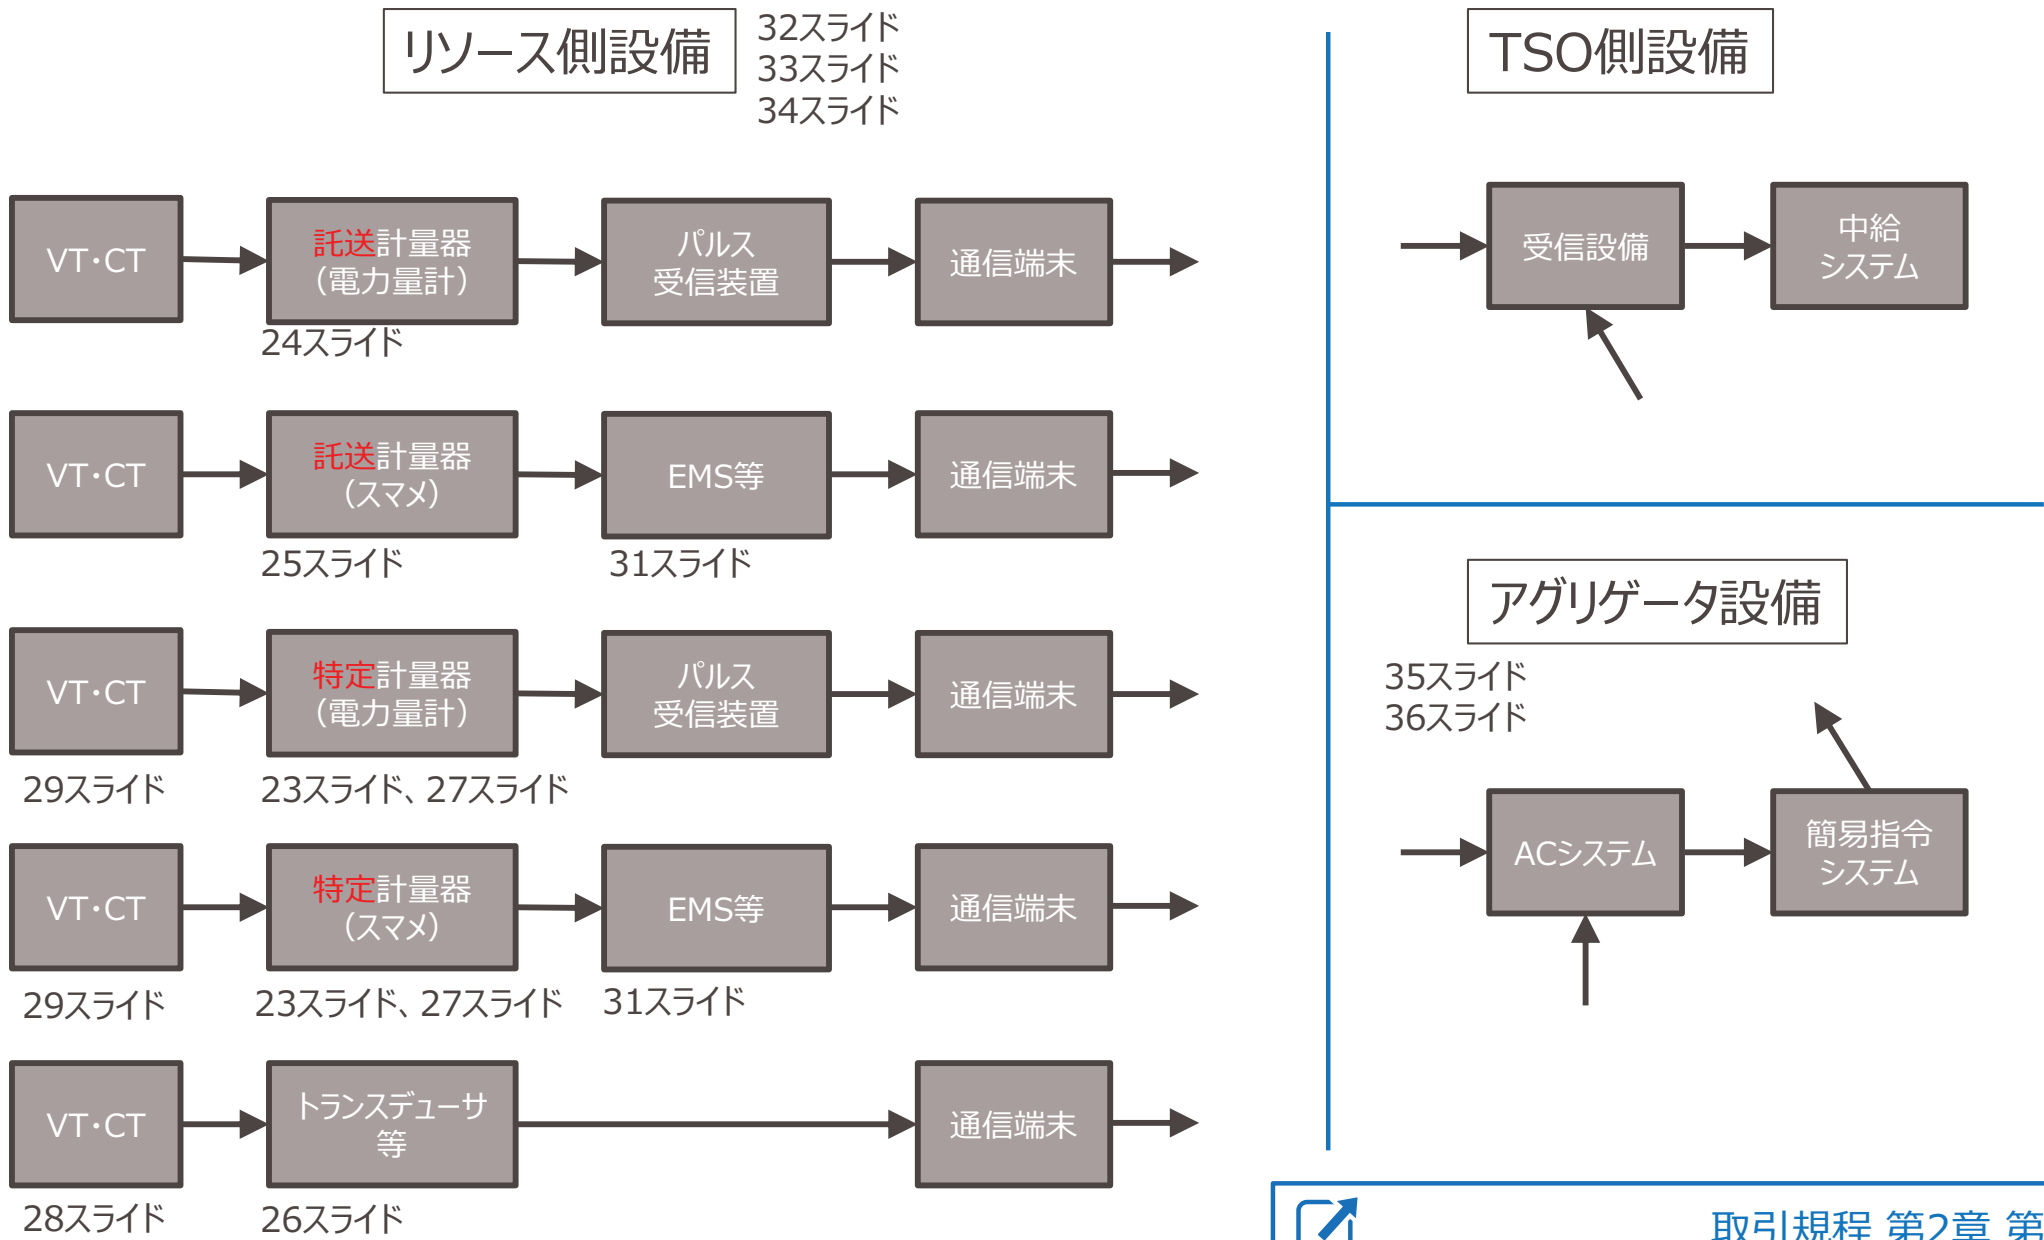 リソース側設備
32スライド
33スライド
34スライド
VT・CT
託送計量器
（電力量計）
パルス
受信装置
通信端末
24スライド
VT・CT
託送計量器
（スマメ）
EMS等
通信端末
25スライド
31スライド
VT・CT
特定計量器
（電力量計）
パルス
受信装置
通信端末
29スライド
23スライド、27スライド
VT・CT
特定計量器
（スマメ）
EMS等
通信端末
29スライド
23スライド、27スライド
31スライド
VT・CT
トランスデューサ
等
通信端末
28スライド
26スライド
TSO側設備
受信設備
中給
システム
アグリゲータ設備
35スライド
36スライド
ACシステム
簡易指令
システム
取引規程 第2章 第